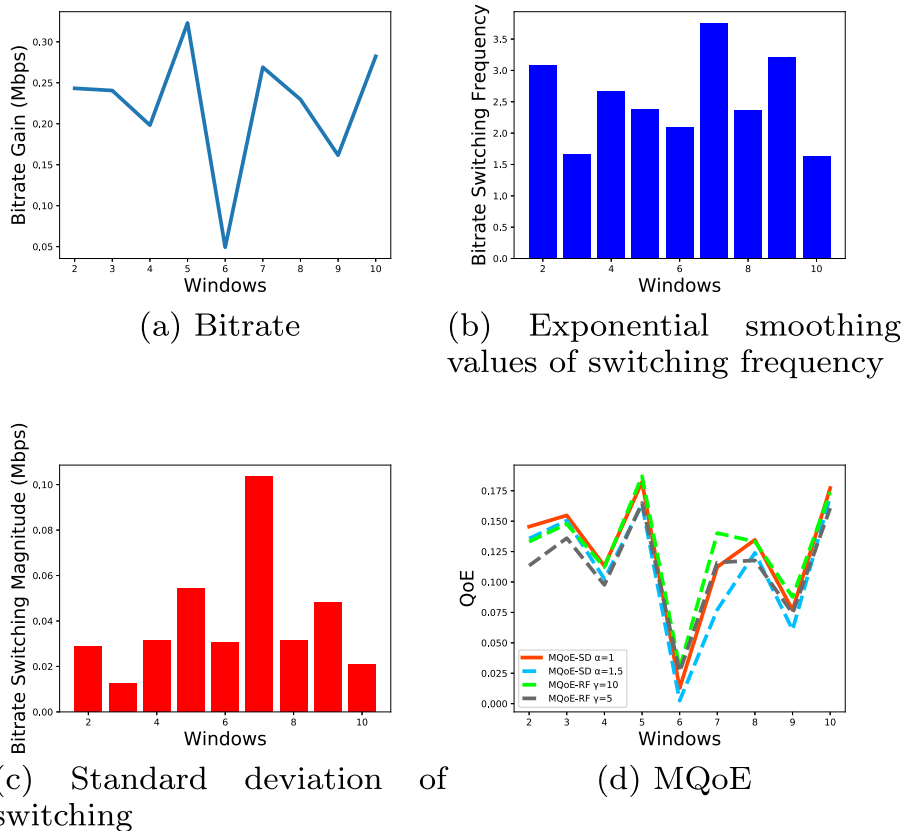 Bitrate Gain (Mbps)
0.30
0.25
0.20
0.15
0.10
0.05
2 3 4 5 6 7 8 9 10
Windows
(a) Bitrate
Bitrate Switching Frequency
3.5
3.0
2.5
2.0
1.5
1.0
0.5
0.0
2 4 6 8 10
Windows
(b) Exponential smoothing
values of switching frequency
Bitrate Switching Magnitude (Mbps)
0.10
0.08
0.06
0.04
0.02
0.00
2 4 6 8 10
Windows
(c) Standard deviation of
switching
QoE
0.175
0.150
0.125
0.100
0.075
0.050
0.025
0.000
MQoE-SD α=1
MQoE-SD α=1,5
MQoE-RF γ=10
MQoE-RF γ=5
2 3 4 5 6 7 8 9 10
Windows
(d) MQoE